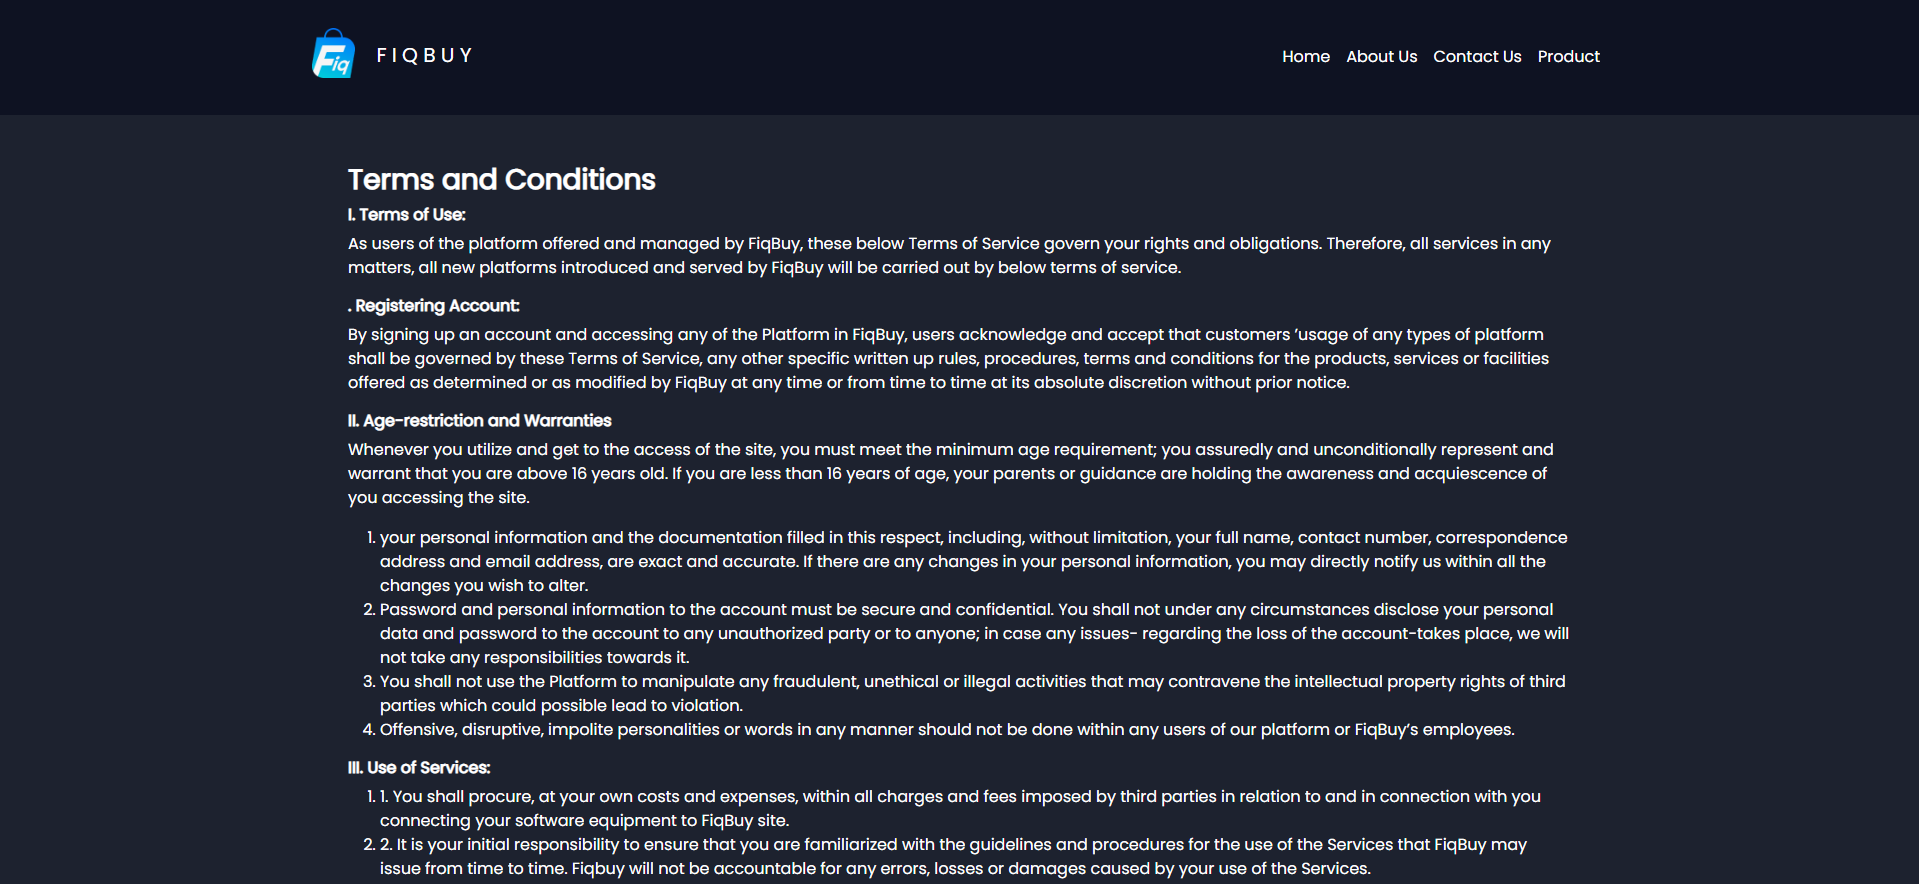 Fiq
FIQBUY
Home About Us Contact Us Product
Terms and Conditions
I. Terms of Use:
As users of the platform offered and managed by FiqBuy, these below Terms of Service govern your rights and obligations. Therefore, all services in any
matters, all new platforms introduced and served by FiqBuy will be carried out by below terms of service.
. Registering Account:
By signing up an account and accessing any of the Platform in FiqBuy, users acknowledge and accept that customers ’usage of any types of platform
shall be governed by these Terms of Service, any other specific written up rules, procedures, terms and conditions for the products, services or facilities
offered as determined or as modified by FiqBuy at any time or from time to time at its absolute discretion without prior notice.
II. Age-restriction and Warranties
Whenever you utilize and get to the access of the site, you must meet the minimum age requirement; you assuredly and unconditionally represent and
warrant that you are above 16 years old. If you are less than 16 years of age, your parents or guidance are holding the awareness and acquiescence of
you accessing the site.
1. your personal information and the documentation filled in this respect, including, without limitation, your full name, contact number, correspondence
address and email address, are exact and accurate. If there are any changes in your personal information, you may directly notify us within all the
changes you wish to alter.
2. Password and personal information to the account must be secure and confidential. You shall not under any circumstances disclose your personal
data and password to the account to any unauthorized party or to anyone; in case any issues- regarding the loss of the account-takes place, we will
not take any responsibilities towards it.
3. You shall not use the Platform to manipulate any fraudulent, unethical or illegal activities that may contravene the intellectual property rights of third
parties which could possible lead to violation.
4. Offensive, disruptive, impolite personalities or words in any manner should not be done within any users of our platform or FiqBuy’s employees.
III. Use of Services:
1. 1. You shall procure, at your own costs and expenses, within all charges and fees imposed by third parties in relation to and in connection with you
connecting your software equipment to FiqBuy site.
2. 2. It is your initial responsibility to ensure that you are familiarized with the guidelines and procedures for the use of the Services that FiqBuy may
issue from time to time. Fiqbuy will not be accountable for any errors, losses or damages caused by your use of the Services.